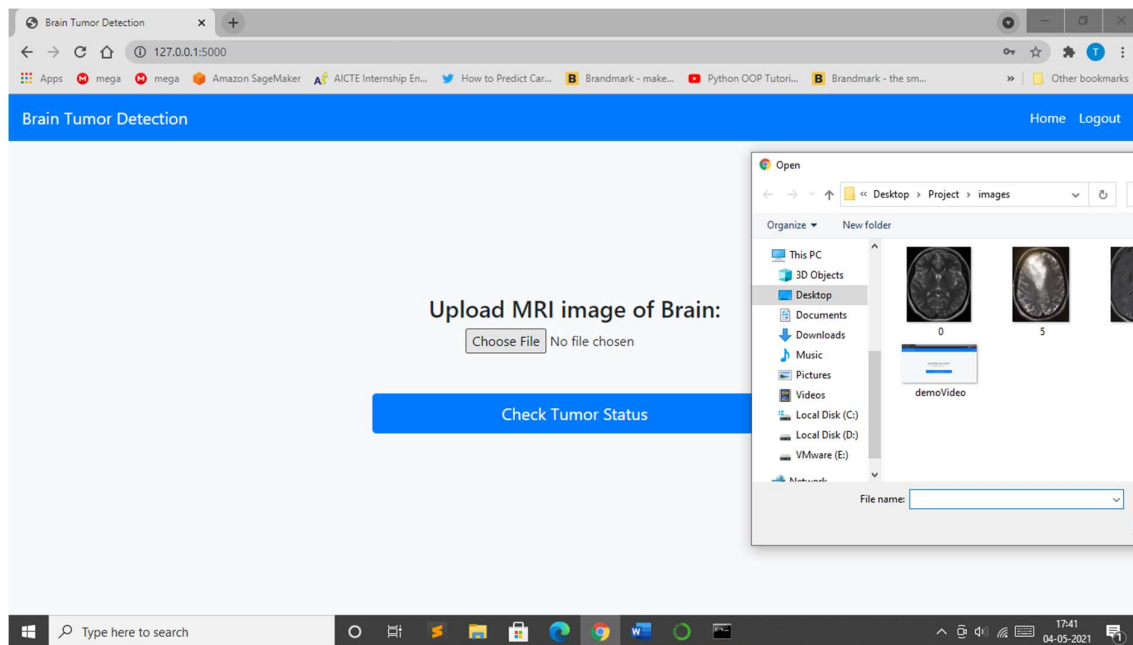 Brain Tumor Detection
127.0.0.1:5000
Apps mega mega Amazon SageMaker AICTE Internship En... How to Predict Car... Brandmark - make... Python OOP Tutori... Brandmark - the sm... » Other bookmarks
Brain Tumor Detection Home Logout
Open
« Desktop › Project › images
Organize New folder
This PC
3D Objects
Desktop
Documents
Downloads
Music
Pictures
Videos
Local Disk (C:)
Local Disk (D:)
VMware (E:)
Network
0 5
demoVideo
File name:
Upload MRI image of Brain:
Choose File No file chosen
Check Tumor Status
Type here to search
17:41
04-05-2021